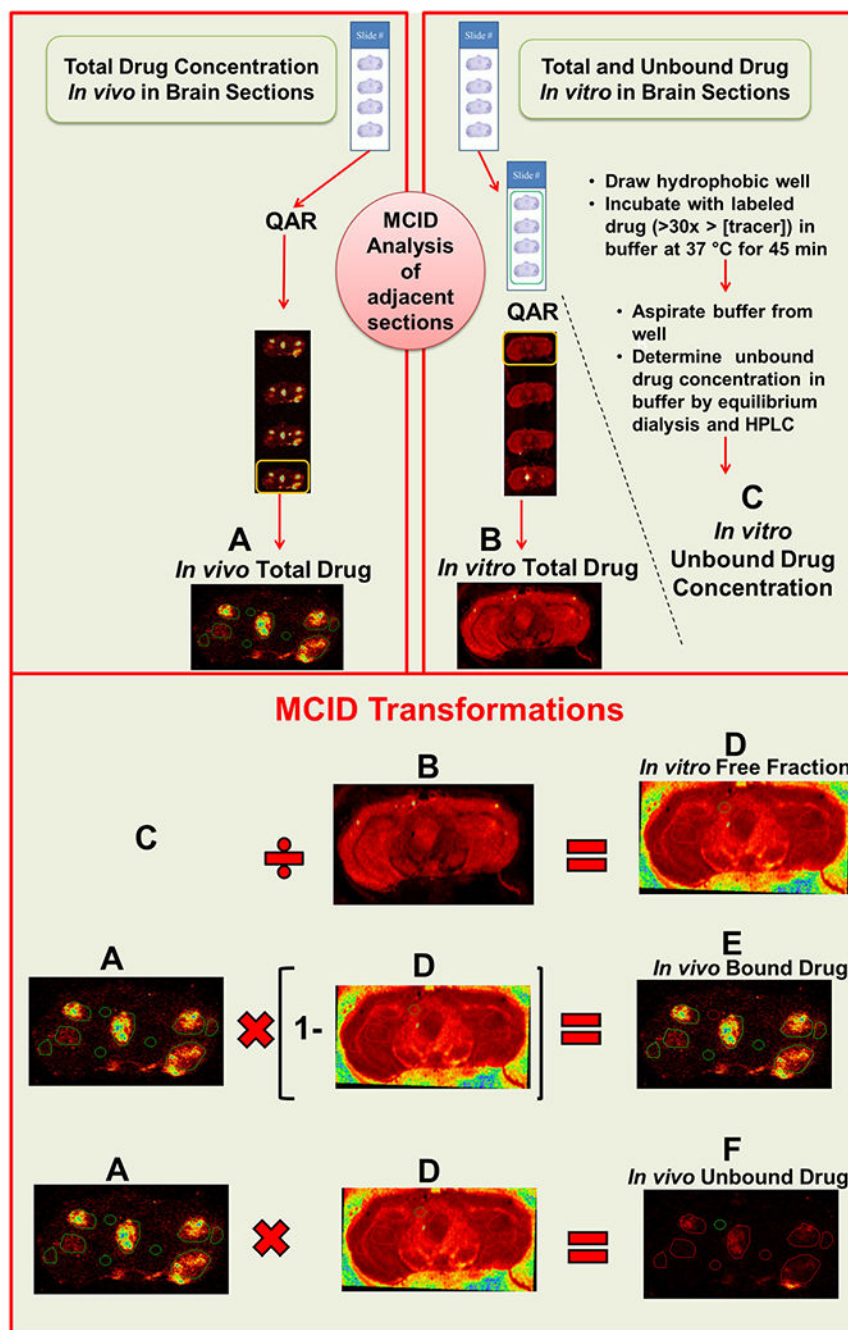 Slide #
Total Drug Concentration
In vivo in Brain Sections
QAR
A
In vivo Total Drug
MCID
Analysis
of
adjacent
sections
Slide #
Total and Unbound Drug
In vitro in Brain Sections
Slide #
• Draw hydrophobic well
• Incubate with labeled
drug (>30x > [tracer]) in
buffer at 37 °C for 45 min
QAR
• Aspirate buffer from
well
• Determine unbound
drug concentration in
buffer by equilibrium
dialysis and HPLC
B
In vitro Total Drug
C
In vitro
Unbound Drug
Concentration
MCID Transformations
D
In vitro Free Fraction
B
C
÷
=
A
D
E
In vivo Bound Drug
×
[1-
]
=
A
D
F
In vivo Unbound Drug
×
=